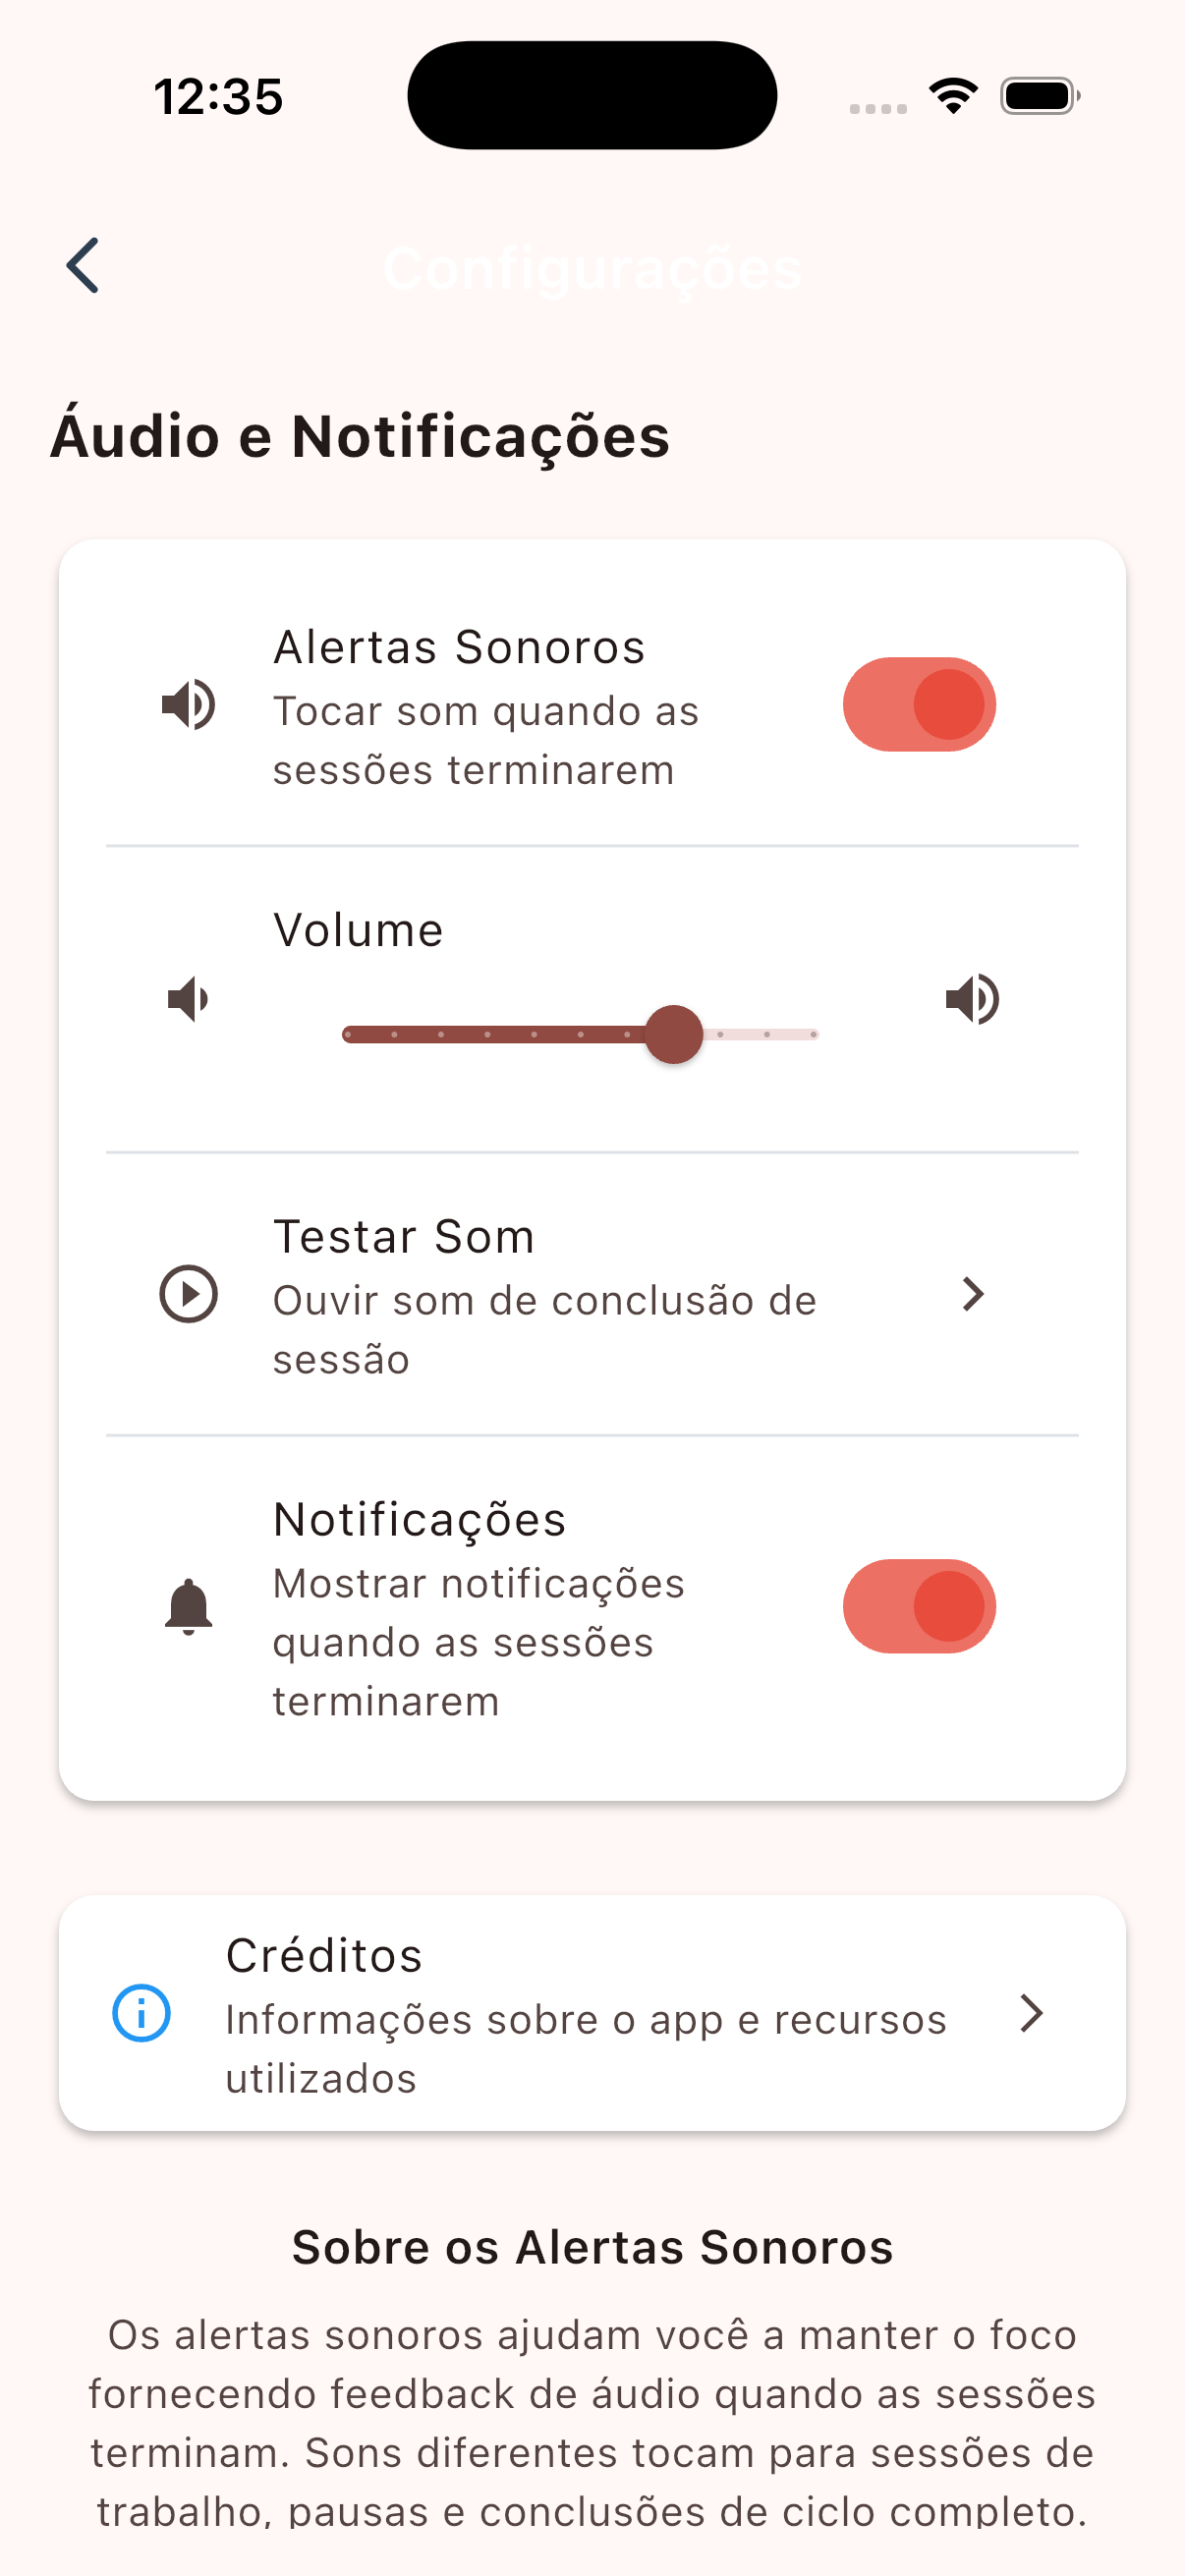 12:35
Configurações
Áudio e Notificações
Alertas Sonoros
Tocar som quando as
sessões terminarem
Volume
Testar Som
Ouvir som de conclusão de
sessão
Notificações
Mostrar notificações
quando as sessões
terminarem
Créditos
Informações sobre o app e recursos
utilizados
Sobre os Alertas Sonoros
Os alertas sonoros ajudam você a manter o foco
fornecendo feedback de áudio quando as sessões
terminam. Sons diferentes tocam para sessões de
trabalho, pausas e conclusões de ciclo completo.